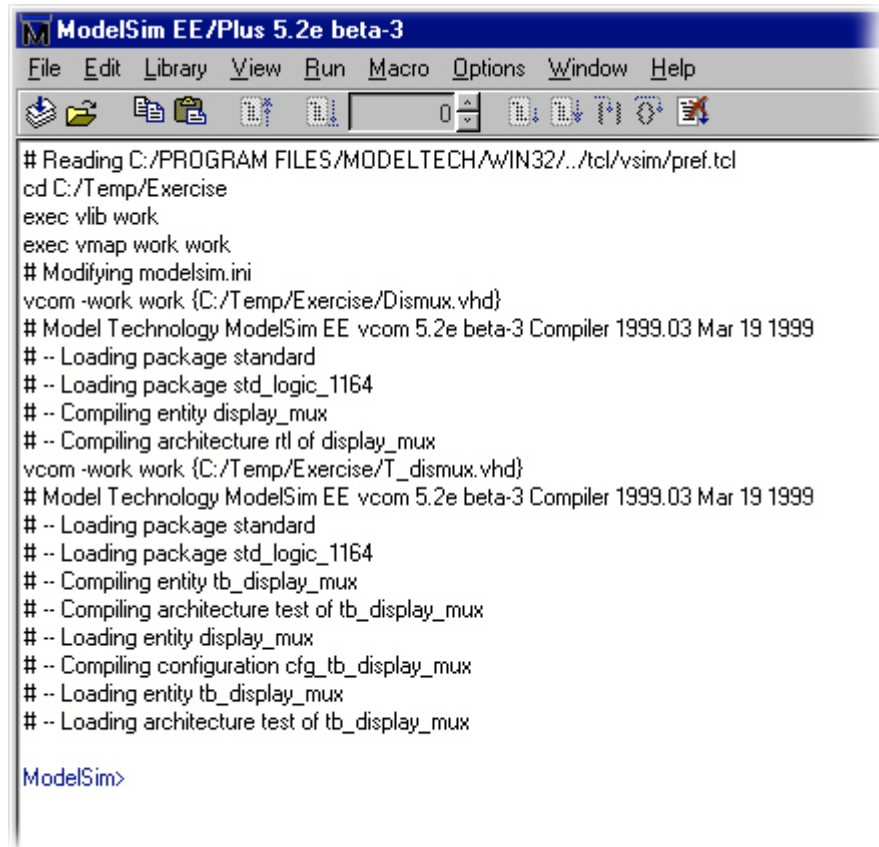 ModelSim EE/Plus 5.2e beta-3
File Edit Library View Run Macro Options Window Help
0
# Reading C:/PROGRAM FILES/MODELTECH/WIN32/../tcl/vsim/pref.tcl
cd C:/Temp/Exercise
exec vlib work
exec vmap work work
# Modifying modelsim.ini
vcom -work work {C:/Temp/Exercise/Dismux.vhd}
# Model Technology ModelSim EE vcom 5.2e beta-3 Compiler 1999.03 Mar 19 1999
# -- Loading package standard
# -- Loading package std_logic_1164
# -- Compiling entity display_mux
# -- Compiling architecture rtl of display_mux
vcom -work work {C:/Temp/Exercise/T_dismux.vhd}
# Model Technology ModelSim EE vcom 5.2e beta-3 Compiler 1999.03 Mar 19 1999
# -- Loading package standard
# -- Loading package std_logic_1164
# -- Compiling entity tb_display_mux
# -- Compiling architecture test of tb_display_mux
# -- Loading entity display_mux
# -- Compiling configuration cfg_tb_display_mux
# -- Loading entity tb_display_mux
# -- Loading architecture test of tb_display_mux
ModelSim>